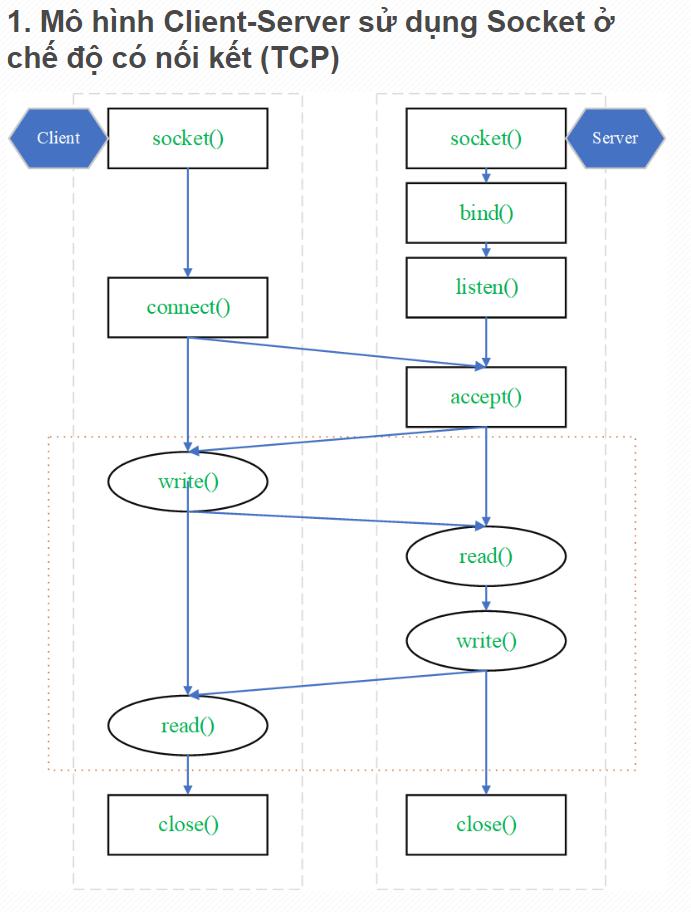 1. Mô hình Client-Server sử dụng Socket ở
chế độ có nối kết (TCP)
Client
socket()
socket()
Server
bind()
listen()
connect()
accept()
write()
read()
write()
read()
close()
close()